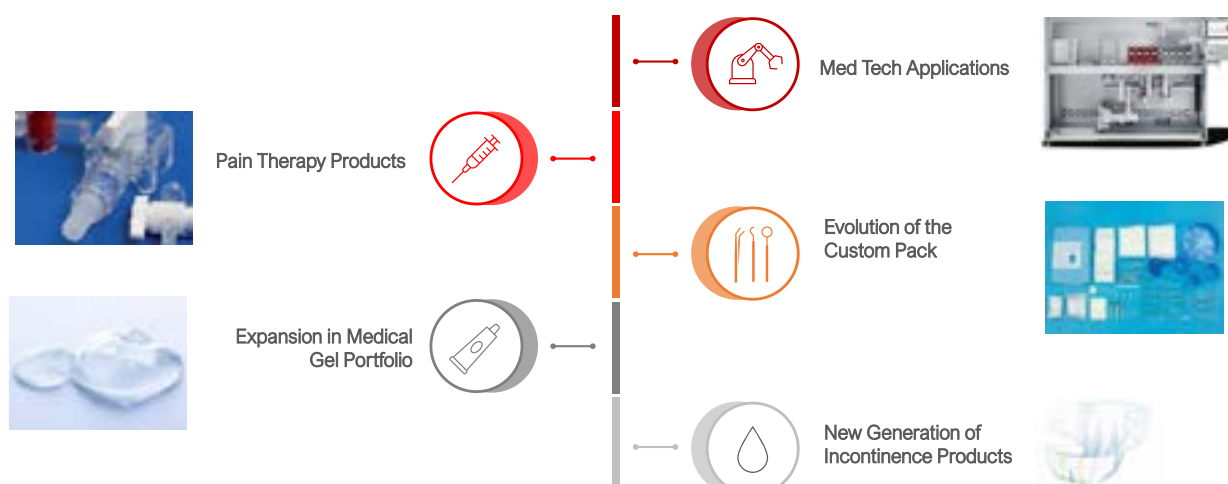 Med Tech Applications
Pain Therapy Products
Evolution of the
Custom Pack
Expansion in Medical
Gel Portfolio
New Generation of
Incontinence Products